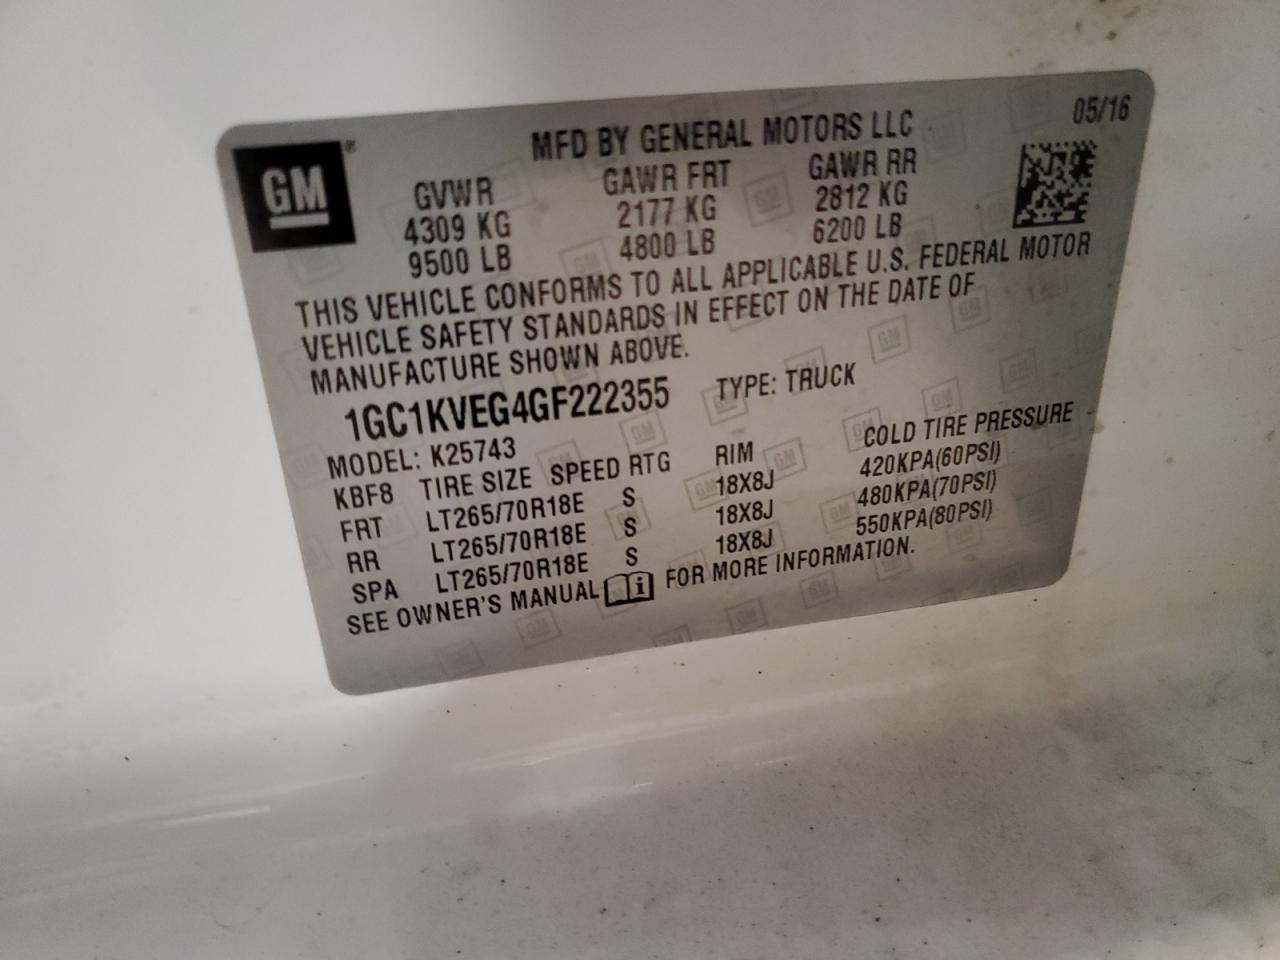 05/16
GM®
MFD BY GENERAL MOTORS LLC
GVWR GAWR FRT GAWR RR
4309 KG 2177 KG 2812 KG
9500 LB 4800 LB 6200 LB
THIS VEHICLE CONFORMS TO ALL APPLICABLE U.S. FEDERAL MOTOR
VEHICLE SAFETY STANDARDS IN EFFECT ON THE DATE OF
MANUFACTURE SHOWN ABOVE.
1GC1KVEG4GF222355 TYPE: TRUCK
MODEL: K25743
KBF8 TIRE SIZE SPEED RTG RIM COLD TIRE PRESSURE
FRT LT265/70R18E S 18X8J 420KPA(60PSI)
RR LT265/70R18E S 18X8J 480KPA(70PSI)
SPA LT265/70R18E S 18X8J 550KPA(80PSI)
SEE OWNER'S MANUAL FOR MORE INFORMATION.